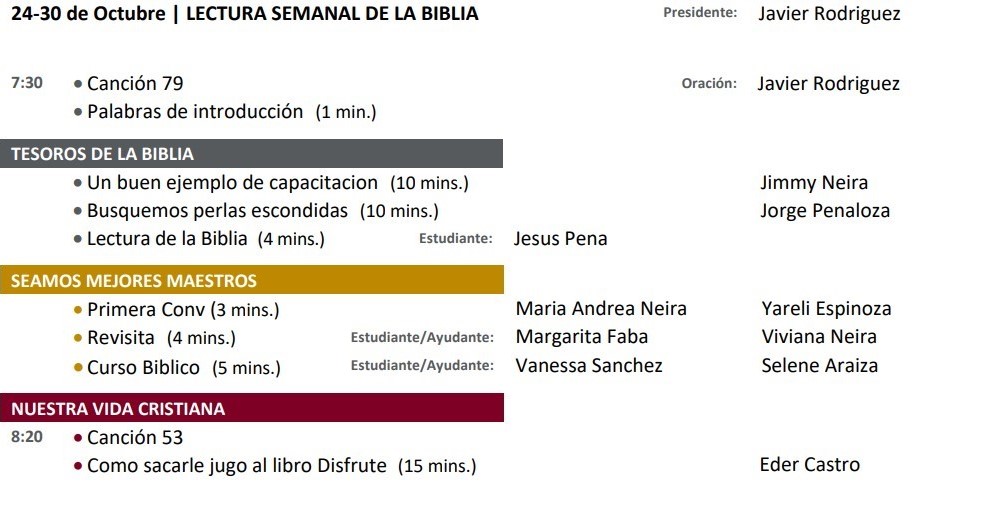 24-30 de Octubre | LECTURA SEMANAL DE LA BIBLIA Presidente: Javier Rodriguez
7:30 • Canción 79 Oración: Javier Rodriguez
• Palabras de introducción (1 min.)
TESOROS DE LA BIBLIA
• Un buen ejemplo de capacitacion (10 mins.) Jimmy Neira
• Busquemos perlas escondidas (10 mins.) Jorge Penaloza
• Lectura de la Biblia (4 mins.) Estudiante: Jesus Pena
SEAMOS MEJORES MAESTROS
• Primera Conv (3 mins.) Maria Andrea Neira Yareli Espinoza
• Revisita (4 mins.) Estudiante/Ayudante: Margarita Faba Viviana Neira
• Curso Biblico (5 mins.) Estudiante/Ayudante: Vanessa Sanchez Selene Araiza
NUESTRA VIDA CRISTIANA
8:20 • Canción 53
• Como sacarle jugo al libro Disfrute (15 mins.) Eder Castro